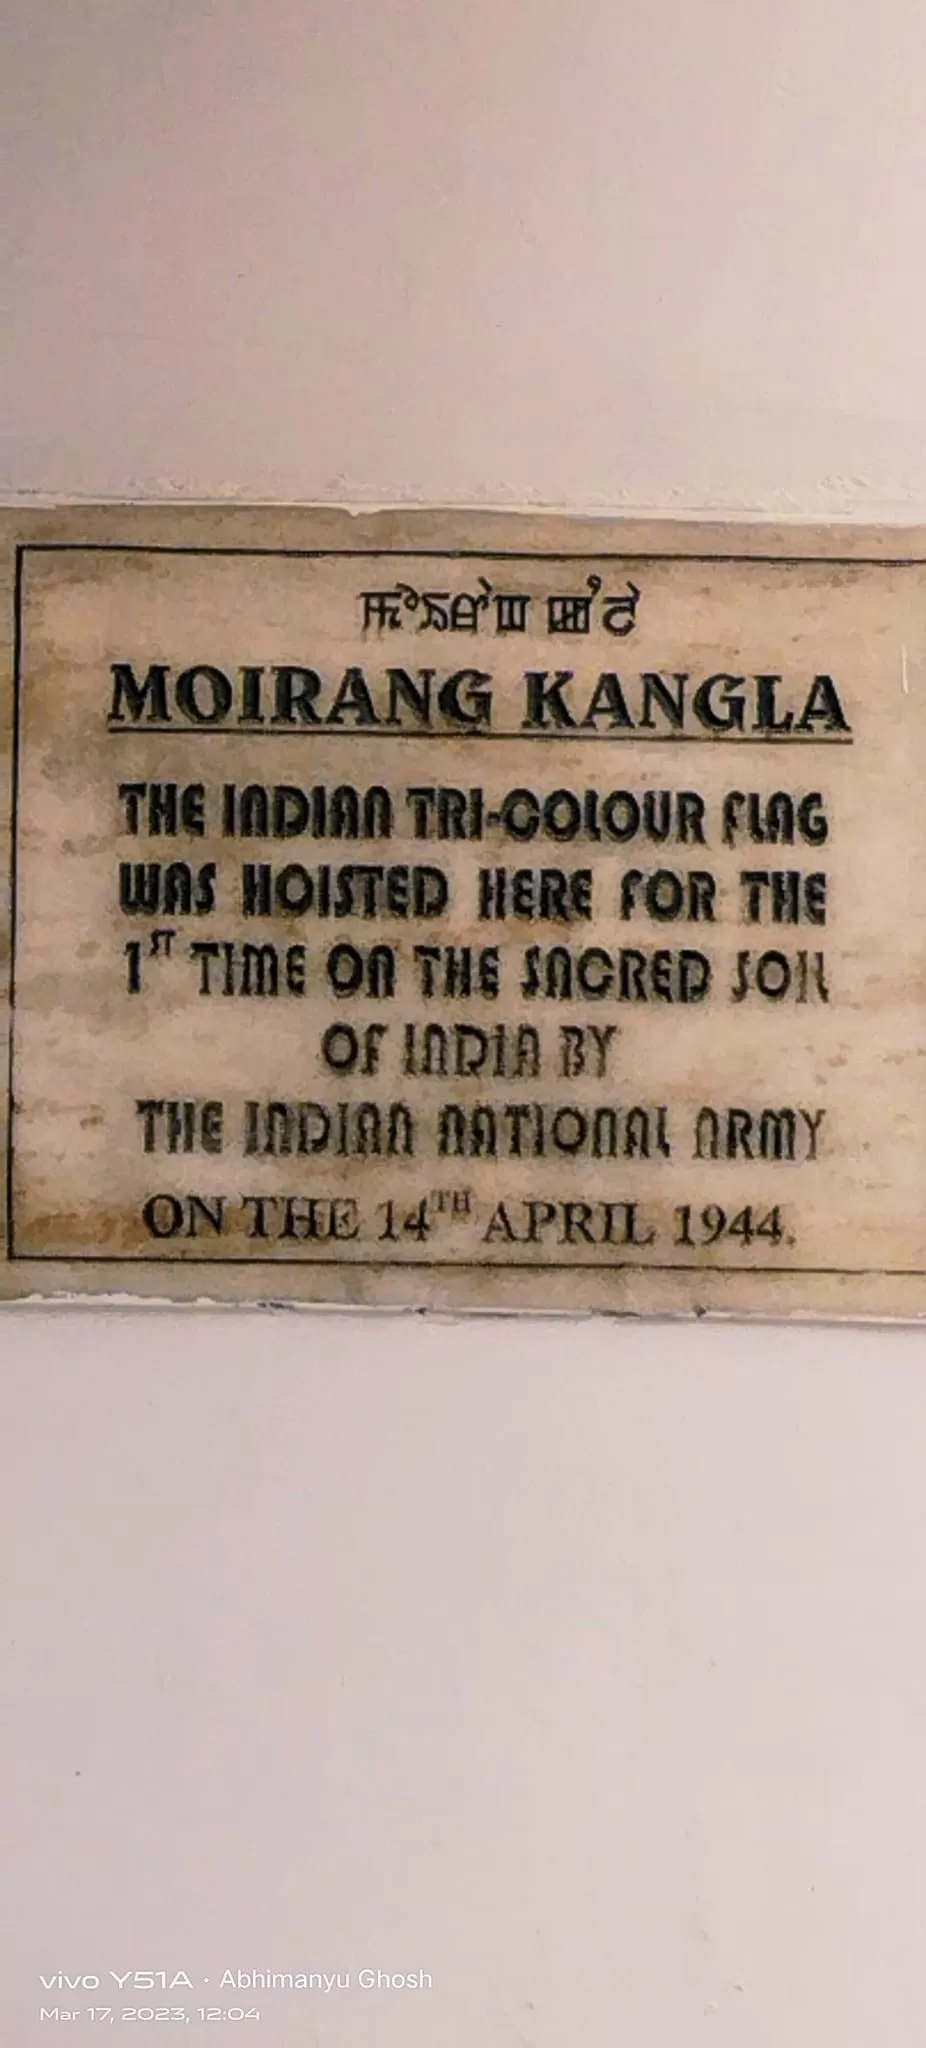 ꯃꯣꯏꯔꯥꯡ ꯀꯪꯂꯥ
MOIRANG KANGLA
THE INDIAN TRI-COLOUR FLAG
WAS HOISTED HERE FOR THE
1ST TIME ON THE SACRED SOIL
OF INDIA BY
THE INDIAN NATIONAL ARMY
ON THE 14TH APRIL 1944.
vivo Y51A · Abhimanyu Ghosh
Mar 17, 2023, 12:04